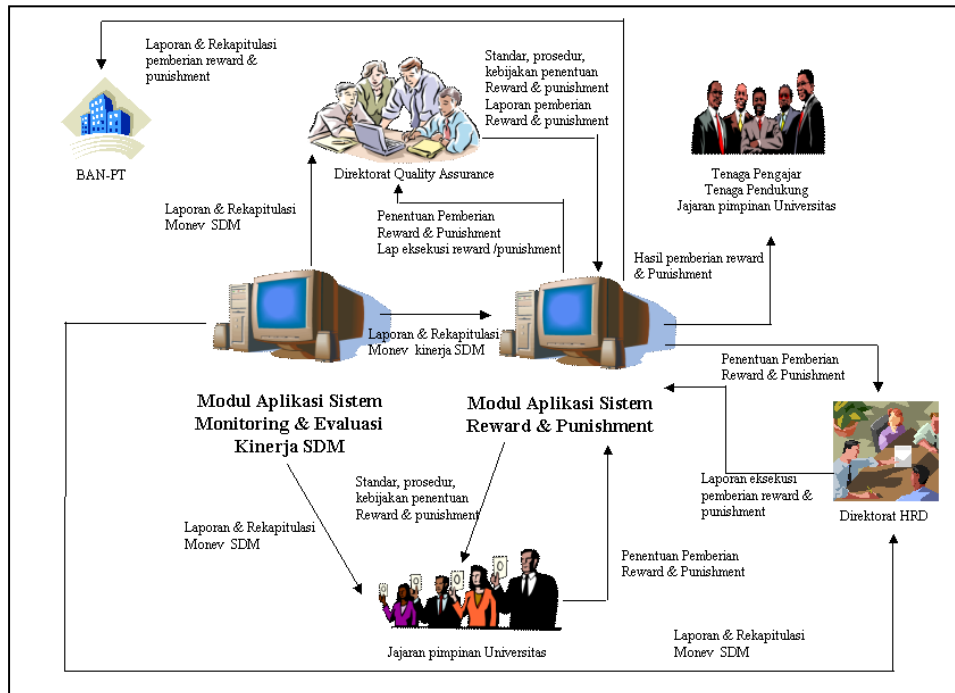 Laporan & Rekapitulasi
pemberian reward &
punishment
BAN-PT
Standar, prosedur,
kebijakan penentuan
Reward & punishment
Laporan pemberian
Reward & punishment
Direktorat Quality Assurance
Tenaga Pengajar
Tenaga Pendukung
Jajaran pimpinan Universitas
Laporan & Rekapitulasi
Monev SDM
Penentuan Pemberian
Reward & Punishment
Lap eksekusi reward /punishment
Hasil pemberian reward
& Punishment
Laporan & Rekapitulasi
Monev kinerja SDM
Penentuan Pemberian
Reward & Punishment
Modul Aplikasi Sistem
Monitoring & Evaluasi
Kinerja SDM
Modul Aplikasi Sistem
Reward & Punishment
Laporan eksekusi
pemberian reward &
punishment
Direktorat HRD
Standar, prosedur,
kebijakan penentuan
Reward & punishment
Laporan & Rekapitulasi
Monev SDM
Penentuan Pemberian
Reward & Punishment
Jajaran pimpinan Universitas
Laporan & Rekapitulasi
Monev SDM